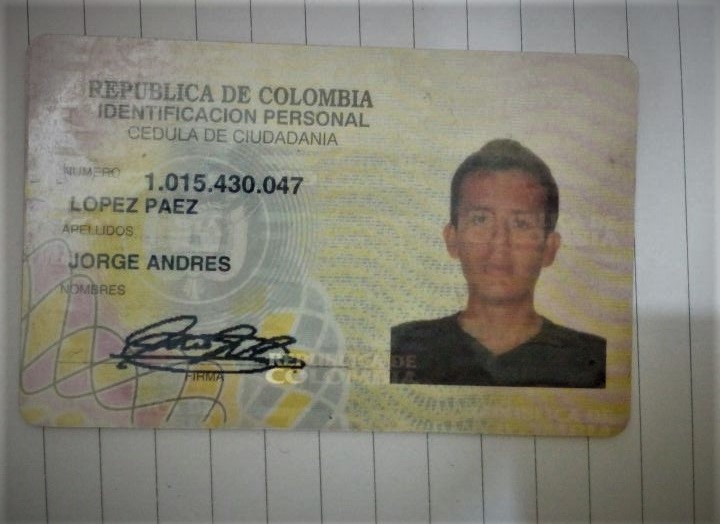 REPUBLICA DE COLOMBIA
IDENTIFICACION PERSONAL
CEDULA DE CIUDADANIA
NUMERO 1.015.430.047
LOPEZ PAEZ
APELLIDOS
JORGE ANDRES
NOMBRES
FIRMA
REPUBLICA DE
COLOMBIA